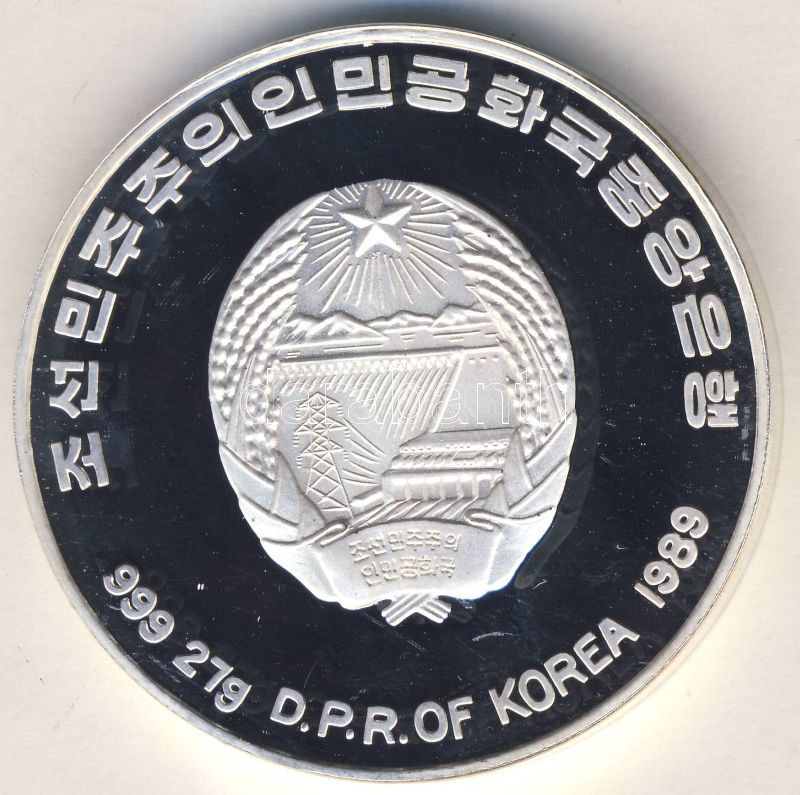 조선민주주의인민공화국중앙은행
조선민주주의
인민공화국
999 27g D.P.R. OF KOREA 1989
darabanth